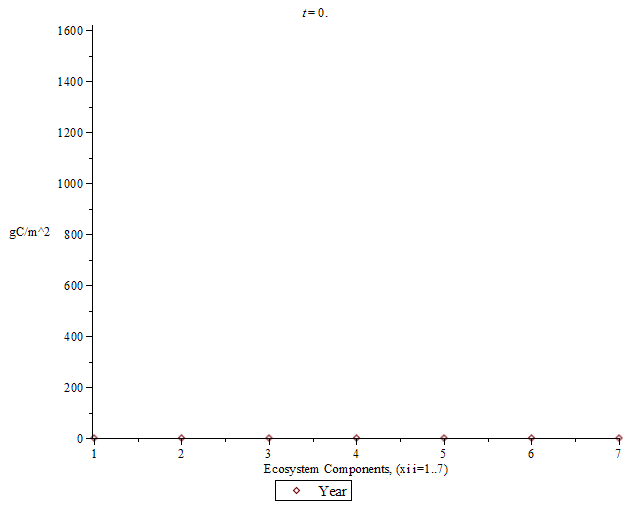 t = 0.
1600
1400
1200
1000
gC/m^2 800
600
400
200
0
1 2 3 4 5 6 7
Ecosystem Components, (xi i=1..7)
Year